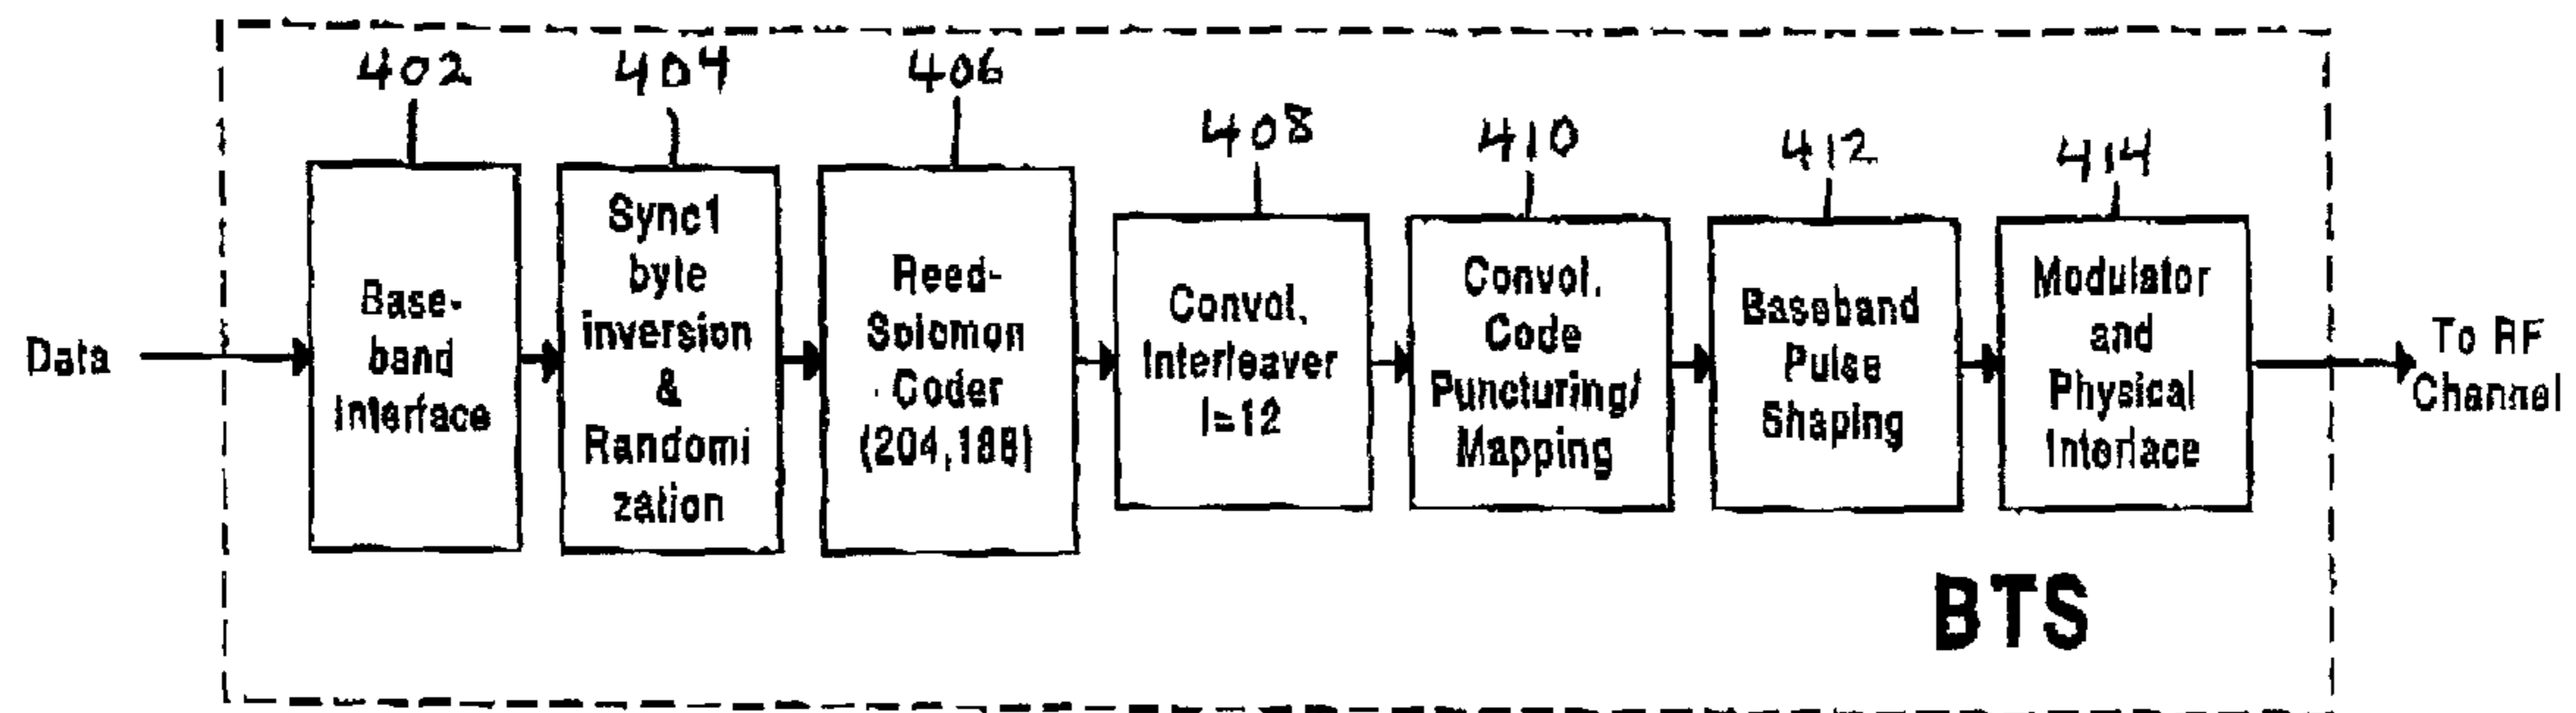 402
404
406
408
410
412
414
Data
Base-
band
Interface
Sync1
byte
inversion
&
Randomi
zation
Reed-
Solomon
Coder
(204,188)
Convol.
Interleaver
I=12
Convol.
Code
Puncturing/
Mapping
Baseband
Pulse
Shaping
Modulator
and
Physical
Interface
To RF
Channel
BTS